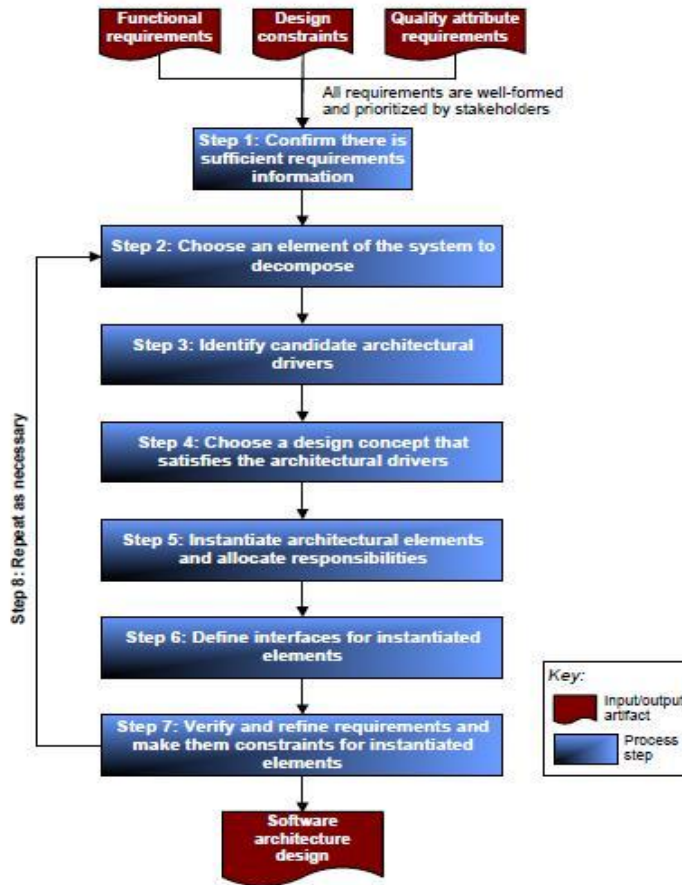 Functional
requirements
Design
constraints
Quality attribute
requirements
All requirements are well-formed
and prioritized by stakeholders
Step 1: Confirm there is
sufficient requirements
information
Step 2: Choose an element of the system to
decompose
Step 3: Identify candidate architectural
drivers
Step 4: Choose a design concept that
satisfies the architectural drivers
Step 5: Instantiate architectural elements
and allocate responsibilities
Step 6: Define interfaces for instantiated
elements
Step 7: Verify and refine requirements and
make them constraints for instantiated
elements
Step 8: Repeat as necessary
Software
architecture
design
Key:
Input/output
artifact
Process
step